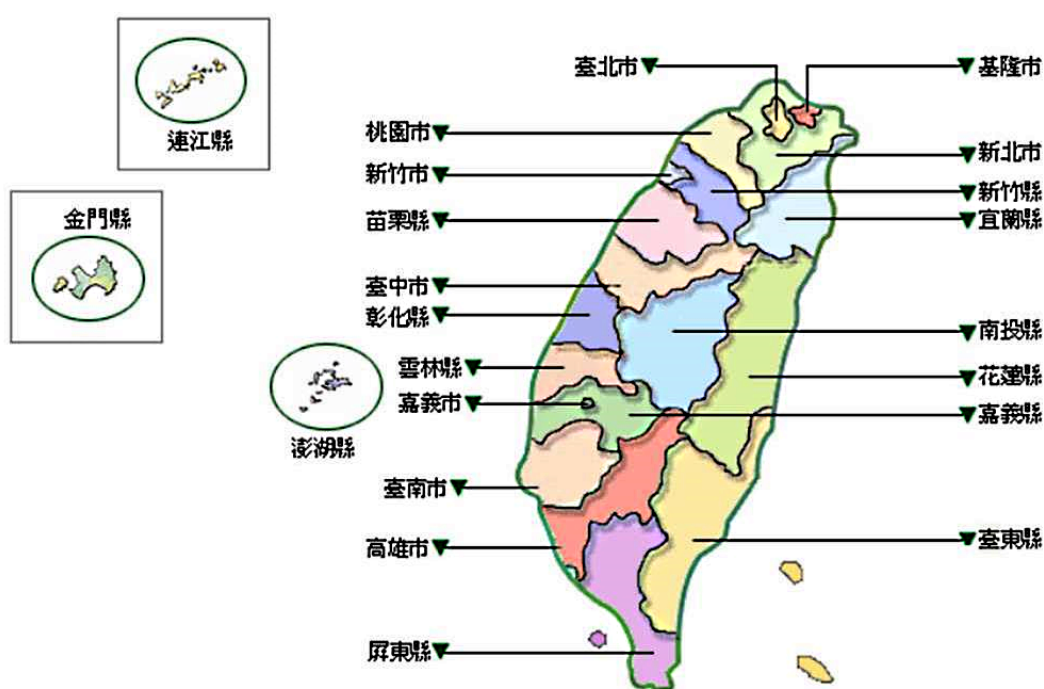 臺北市
基隆市
連江縣
桃園市
新北市
新竹市
新竹縣
金門縣
苗栗縣
宜蘭縣
臺中市
彰化縣
南投縣
雲林縣
花蓮縣
嘉義市
嘉義縣
澎湖縣
臺南市
臺東縣
高雄市
屏東縣